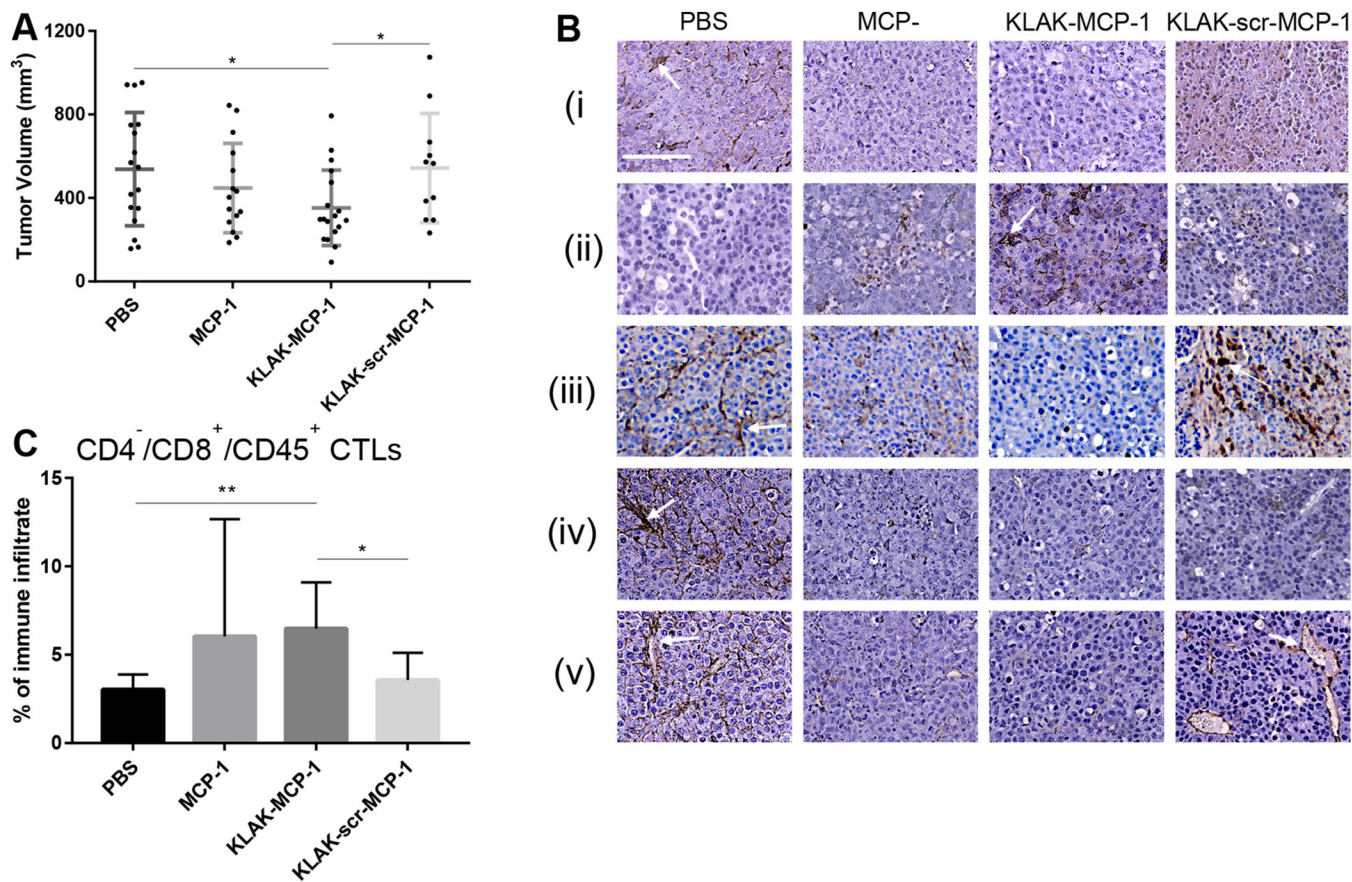 A
Tumor Volume (mm3)
1200
800
400
0
*
*
PBS
MCP-1
KLAK-MCP-1
KLAK-scr-MCP-1
B
PBS
MCP-
KLAK-MCP-1
KLAK-scr-MCP-1
(i
(ii)
(iii)
(iv)
(v)
C
CD4-/CD8+/CD45+ CTLs
% of immune infiltrate
15
10
5
0
**
*
PBS
MCP-1
KLAK-MCP-1
KLAK-scr-MCP-1